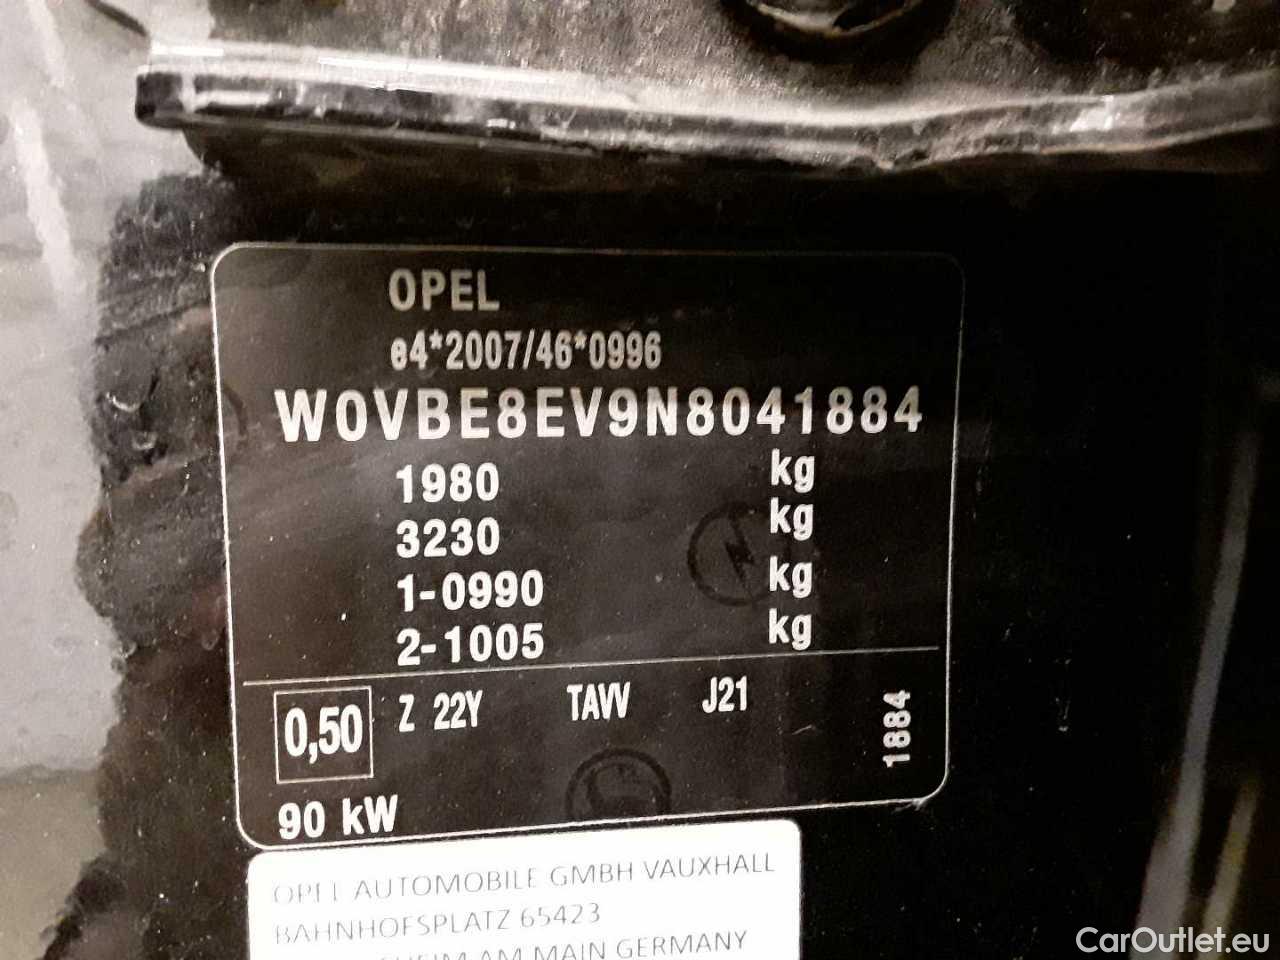 OPEL
e4*2007/46*0996
W0VBE8EV9N8041884
1980 kg
3230 kg
1-0990 kg
2-1005 kg
0,50 Z 22Y TAVV J21 1884
90 kW
OPEL AUTOMOBILE GMBH VAUXHALL
BAHNHOFSPLATZ 65423
AM MAIN GERMANY
CarOutlet.eu